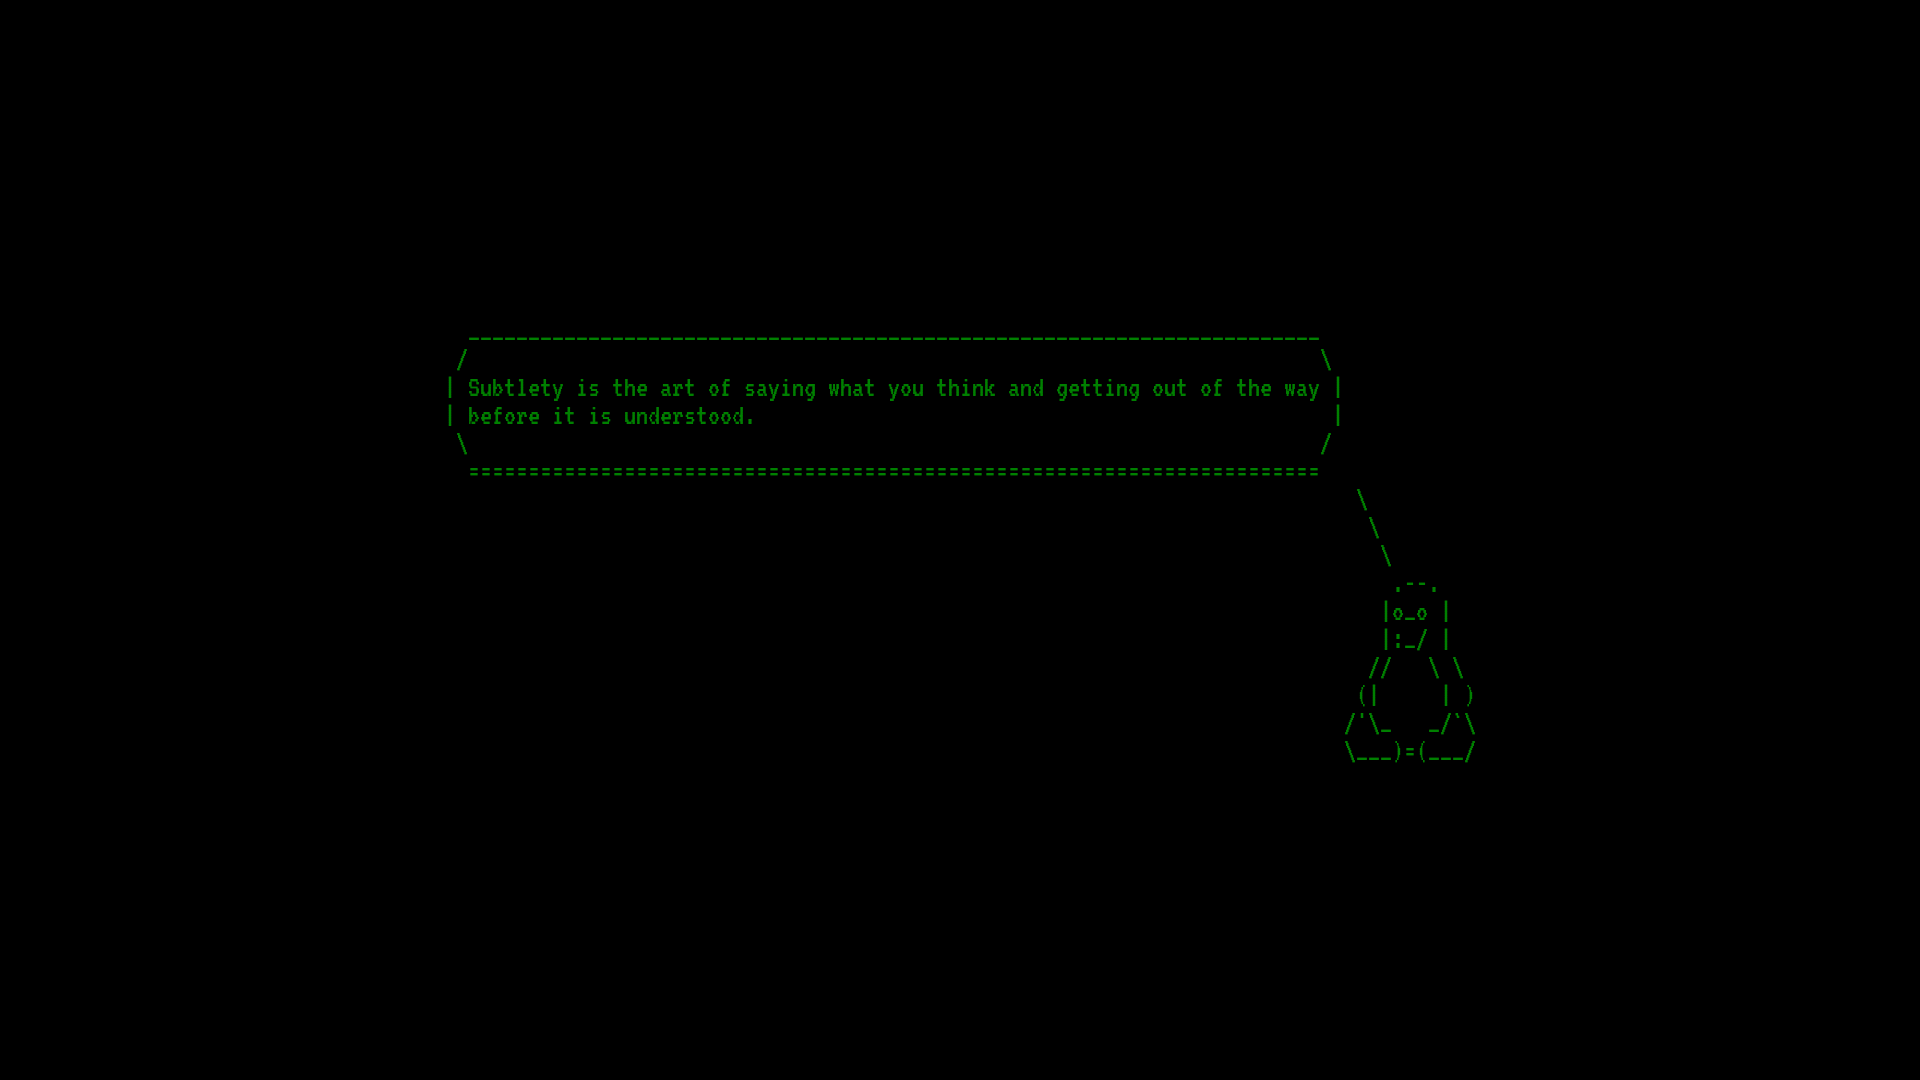 Subtlety is the art of saying what you think and getting out of the way
before it is understood.